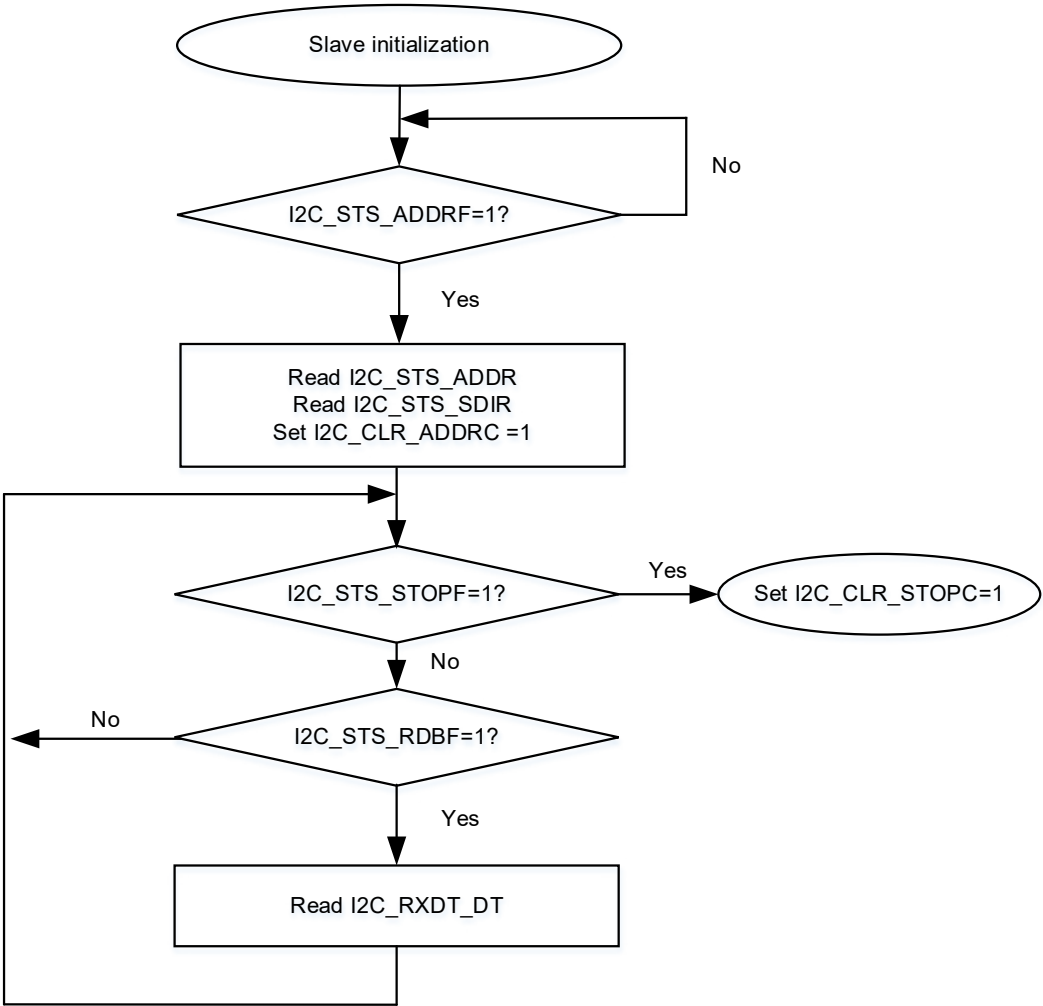 Slave initialization
No
I2C_STS_ADDRF=1?
Yes
Read I2C_STS_ADDR
Read I2C_STS_SDIR
Set I2C_CLR_ADDRC =1
I2C_STS_STOPF=1?
Yes
Set I2C_CLR_STOPC=1
No
No
I2C_STS_RDBF=1?
Yes
Read I2C_RXDT_DT